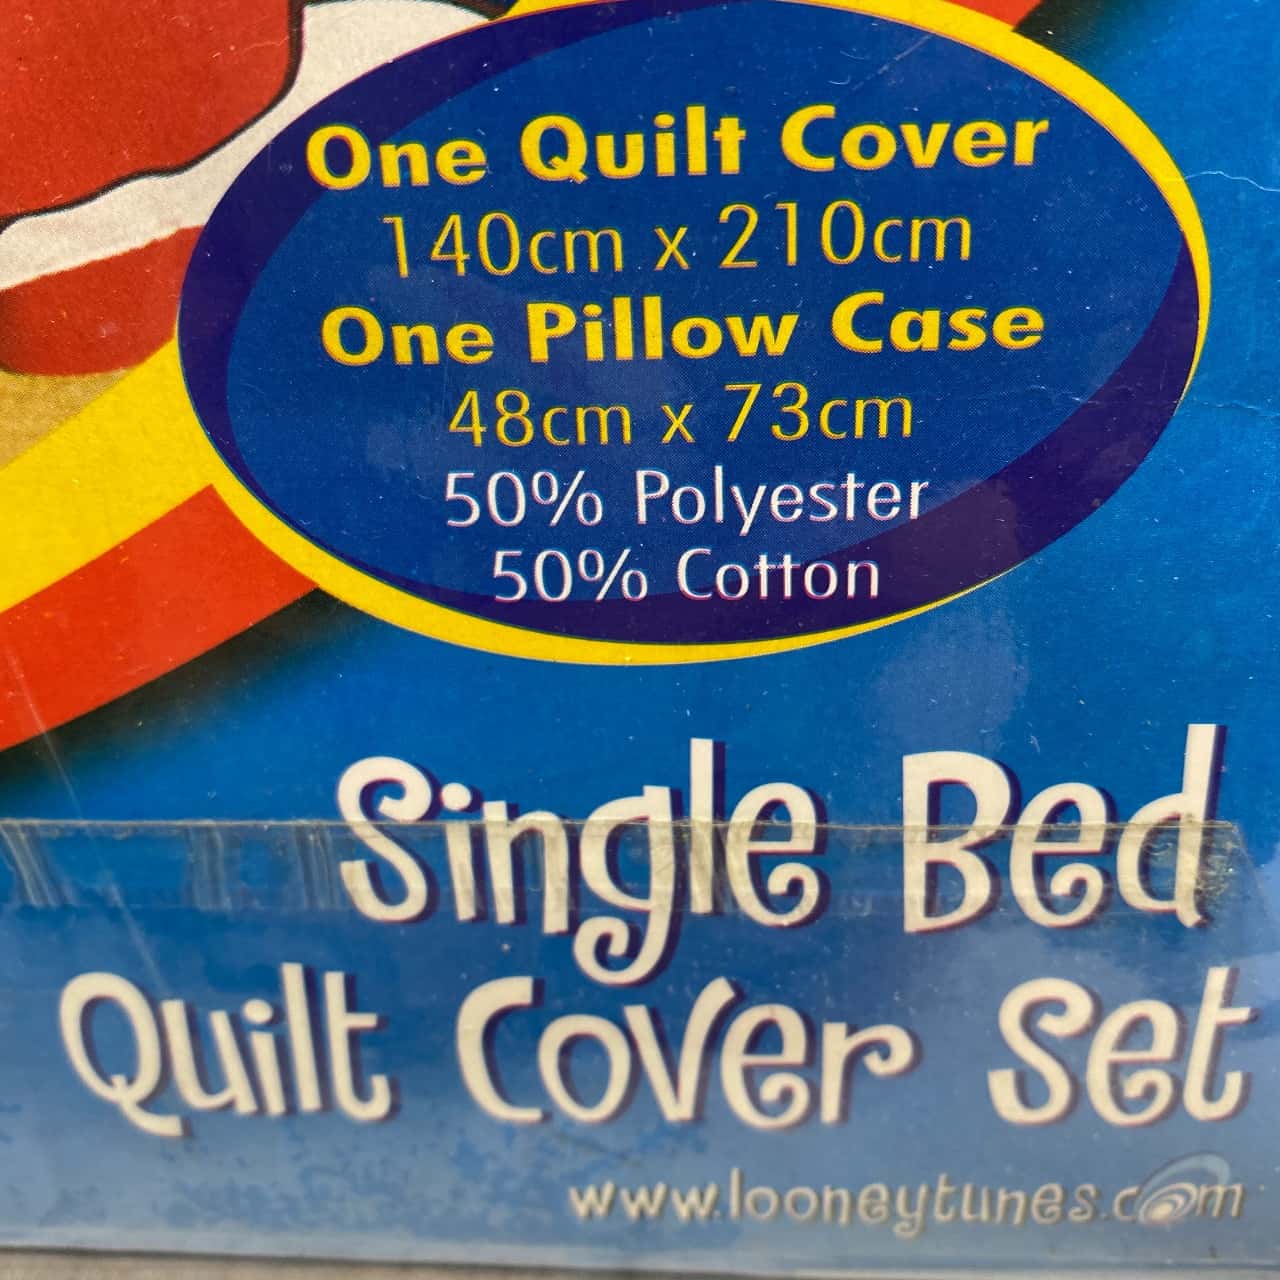 One Quilt Cover
140cm x 210cm
One Pillow Case
48cm x 73cm
50% Polyester
50% Cotton
Single Bed
Quilt Cover Set
www.looneytunes.com